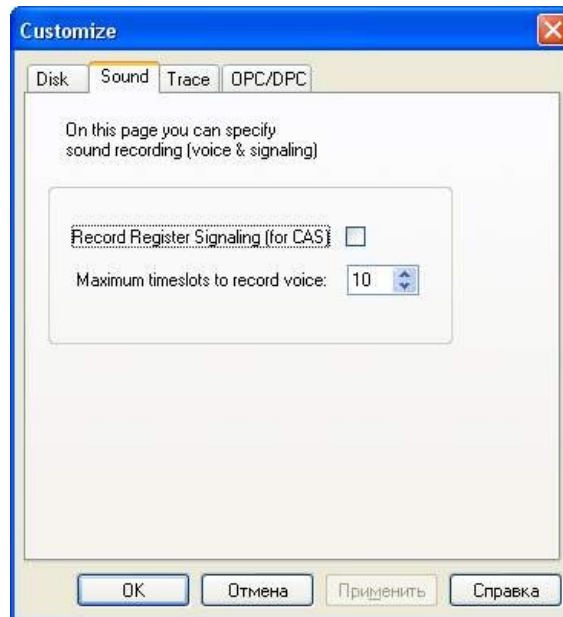 Customize
Disk Sound Trace OPC/DPC
On this page you can specify
sound recording (voice & signaling)
Record Register Signaling (for CAS)
Maximum timeslots to record voice: 10
OK Отмена Применить Справка